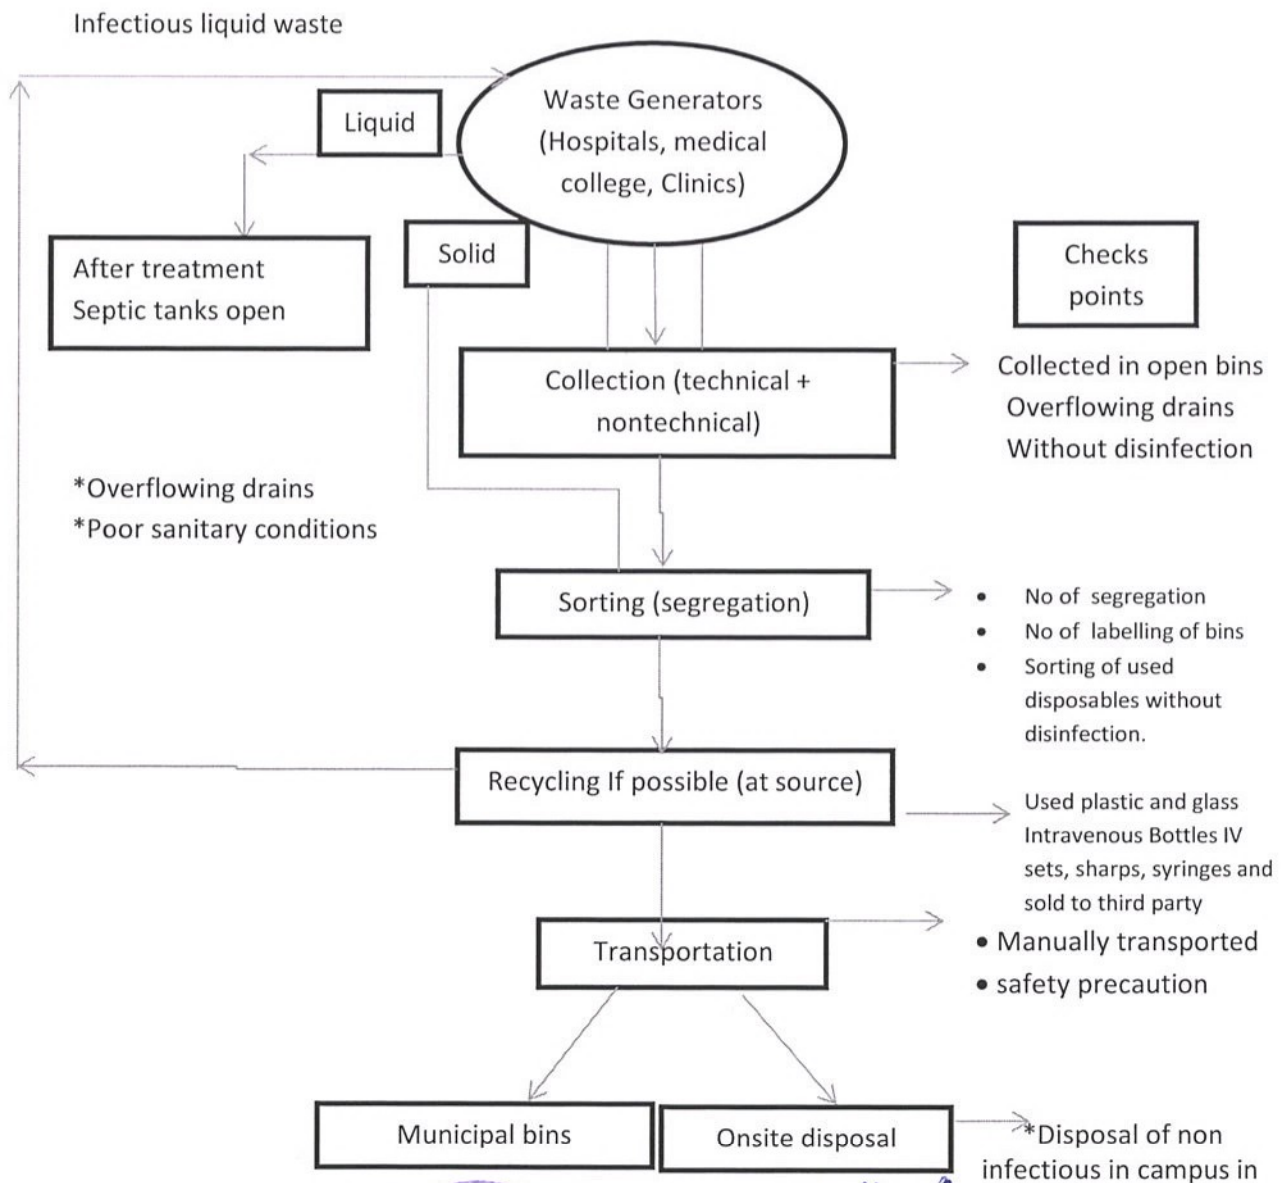 Infectious liquid waste
Waste Generators
(Hospitals, medical
college, Clinics)
Liquid
After treatment
Septic tanks open
Solid
Checks
points
Collection (technical +
nontechnical)
Collected in open bins
Overflowing drains
Without disinfection
*Overflowing drains
*Poor sanitary conditions
Sorting (segregation)
• No of segregation
• No of labelling of bins
• Sorting of used
disposables without
disinfection.
Recycling If possible (at source)
Used plastic and glass
Intravenous Bottles IV
sets, sharps, syringes and
sold to third party
Transportation
• Manually transported
• safety precaution
Municipal bins
Onsite disposal
*Disposal of non
infectious in campus in